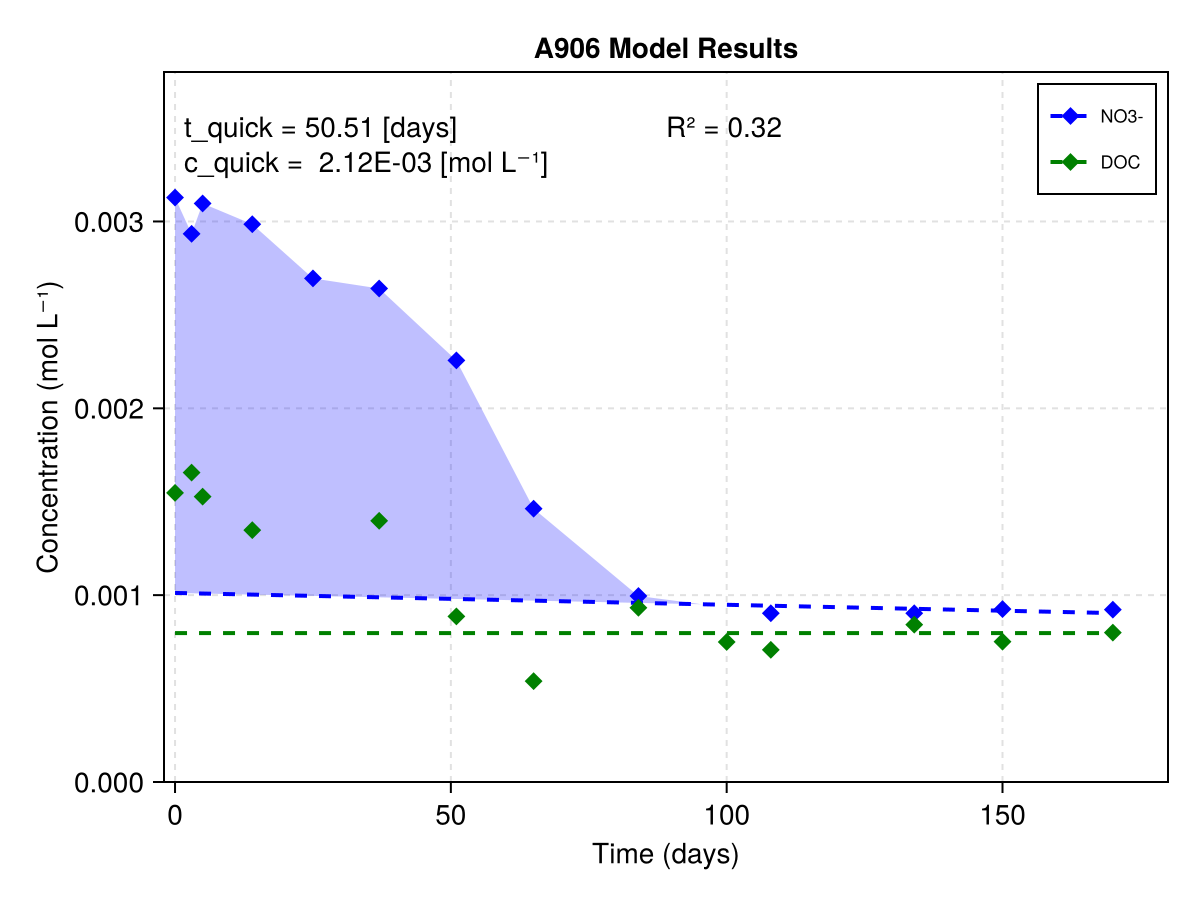 A906 Model Results
t_quick = 50.51 [days]
R² = 0.32
c_quick =  2.12E-03 [mol L⁻¹]
NO3-
DOC
Concentration (mol L⁻¹)
0.003
0.002
0.001
0.000
0
50
100
150
Time (days)